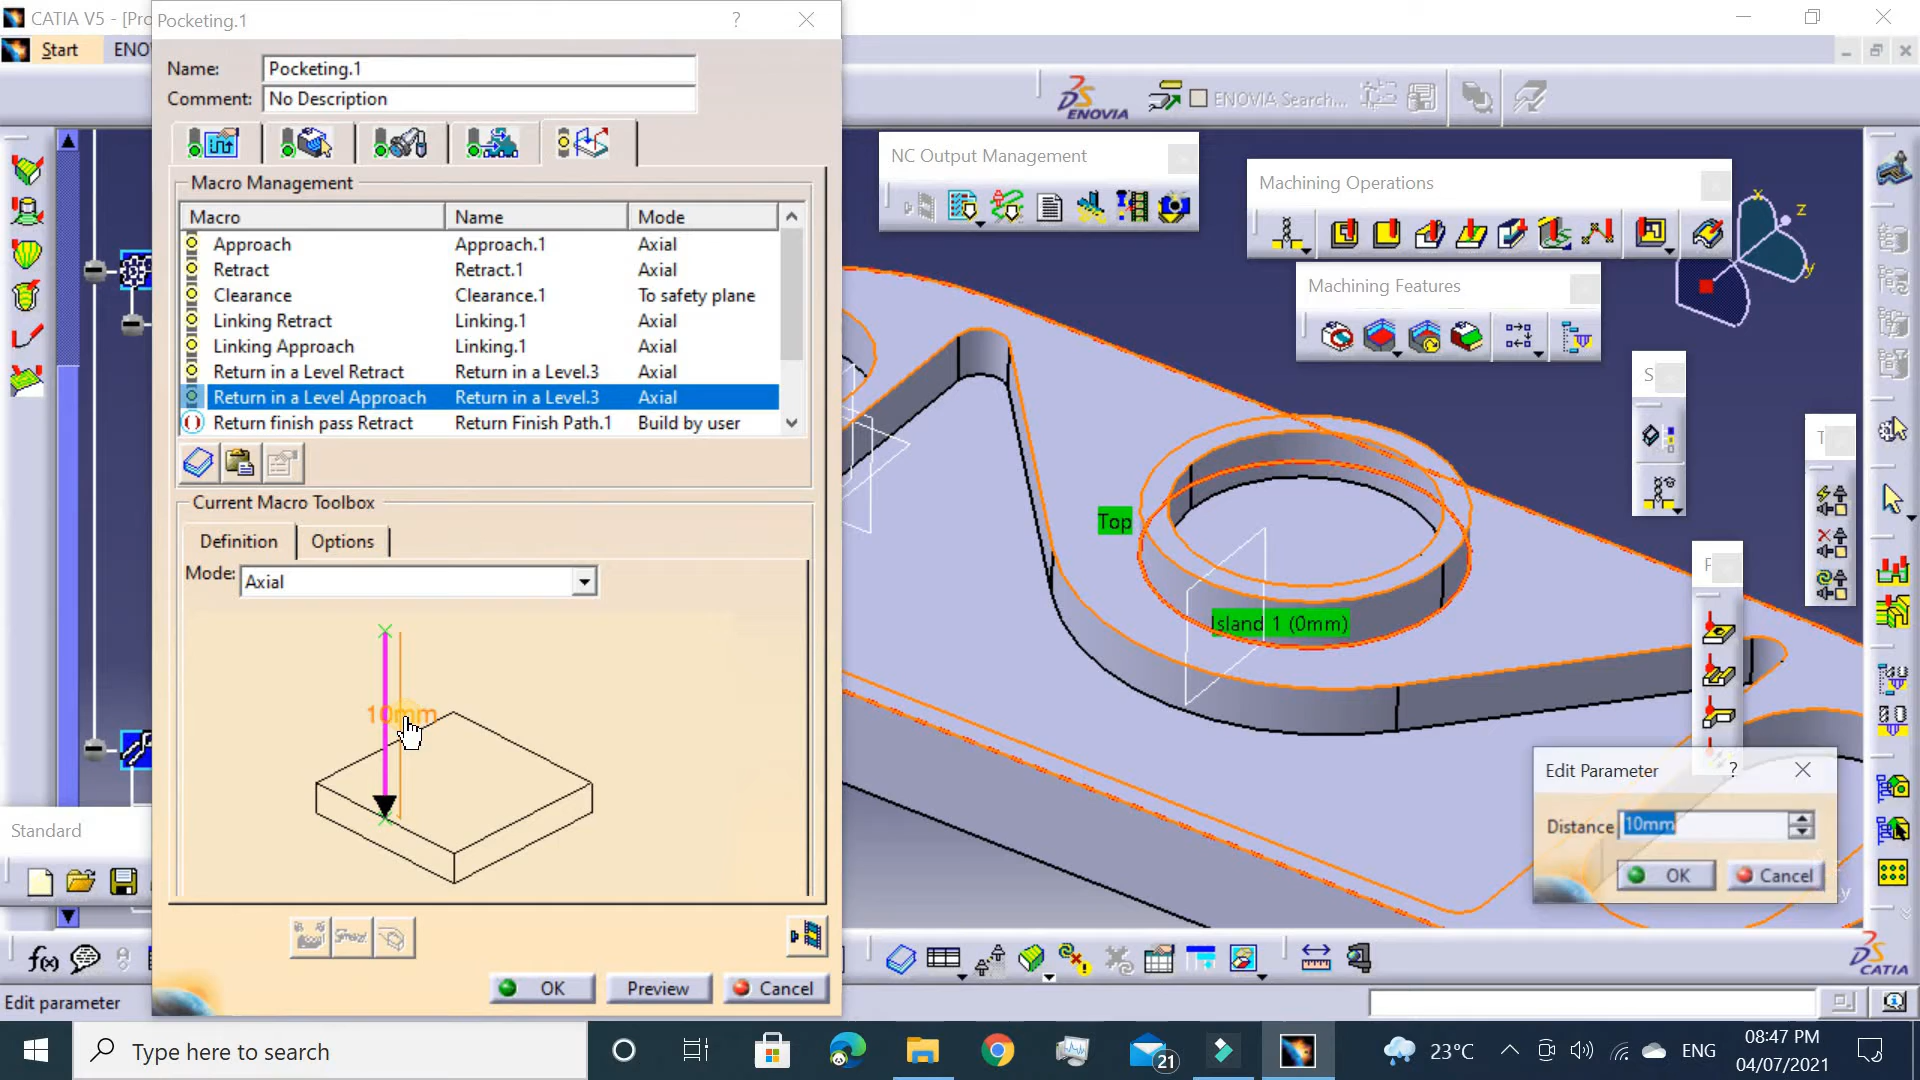 CATIA V5 - [Pro
Pocketing.1
?
Start
ENO
Name:
Pocketing.1
Comment:
No Description
Macro Management
Macro
Name
Mode
Approach
Approach.1
Axial
Retract
Retract.1
Axial
Clearance
Clearance.1
To safety plane
Linking Retract
Linking.1
Axial
Linking Approach
Linking.1
Axial
Return in a Level Retract
Return in a Level.3
Axial
Return in a Level Approach
Return in a Level.3
Axial
Return finish pass Retract
Return Finish Path.1
Build by user
Current Macro Toolbox
Definition
Options
Mode:
Axial
10mm
OK
Preview
Cancel
ENOVIA
ENOVIA Search...
NC Output Management
Machining Operations
Machining Features
S
T
F
x
z
y
Top
Island 1 (0mm)
Edit Parameter
?
Distance
10mm
OK
Cancel
Standard
f(x)
CATIA
Edit parameter
Type here to search
21
23°C
ENG
08:47 PM
04/07/2021